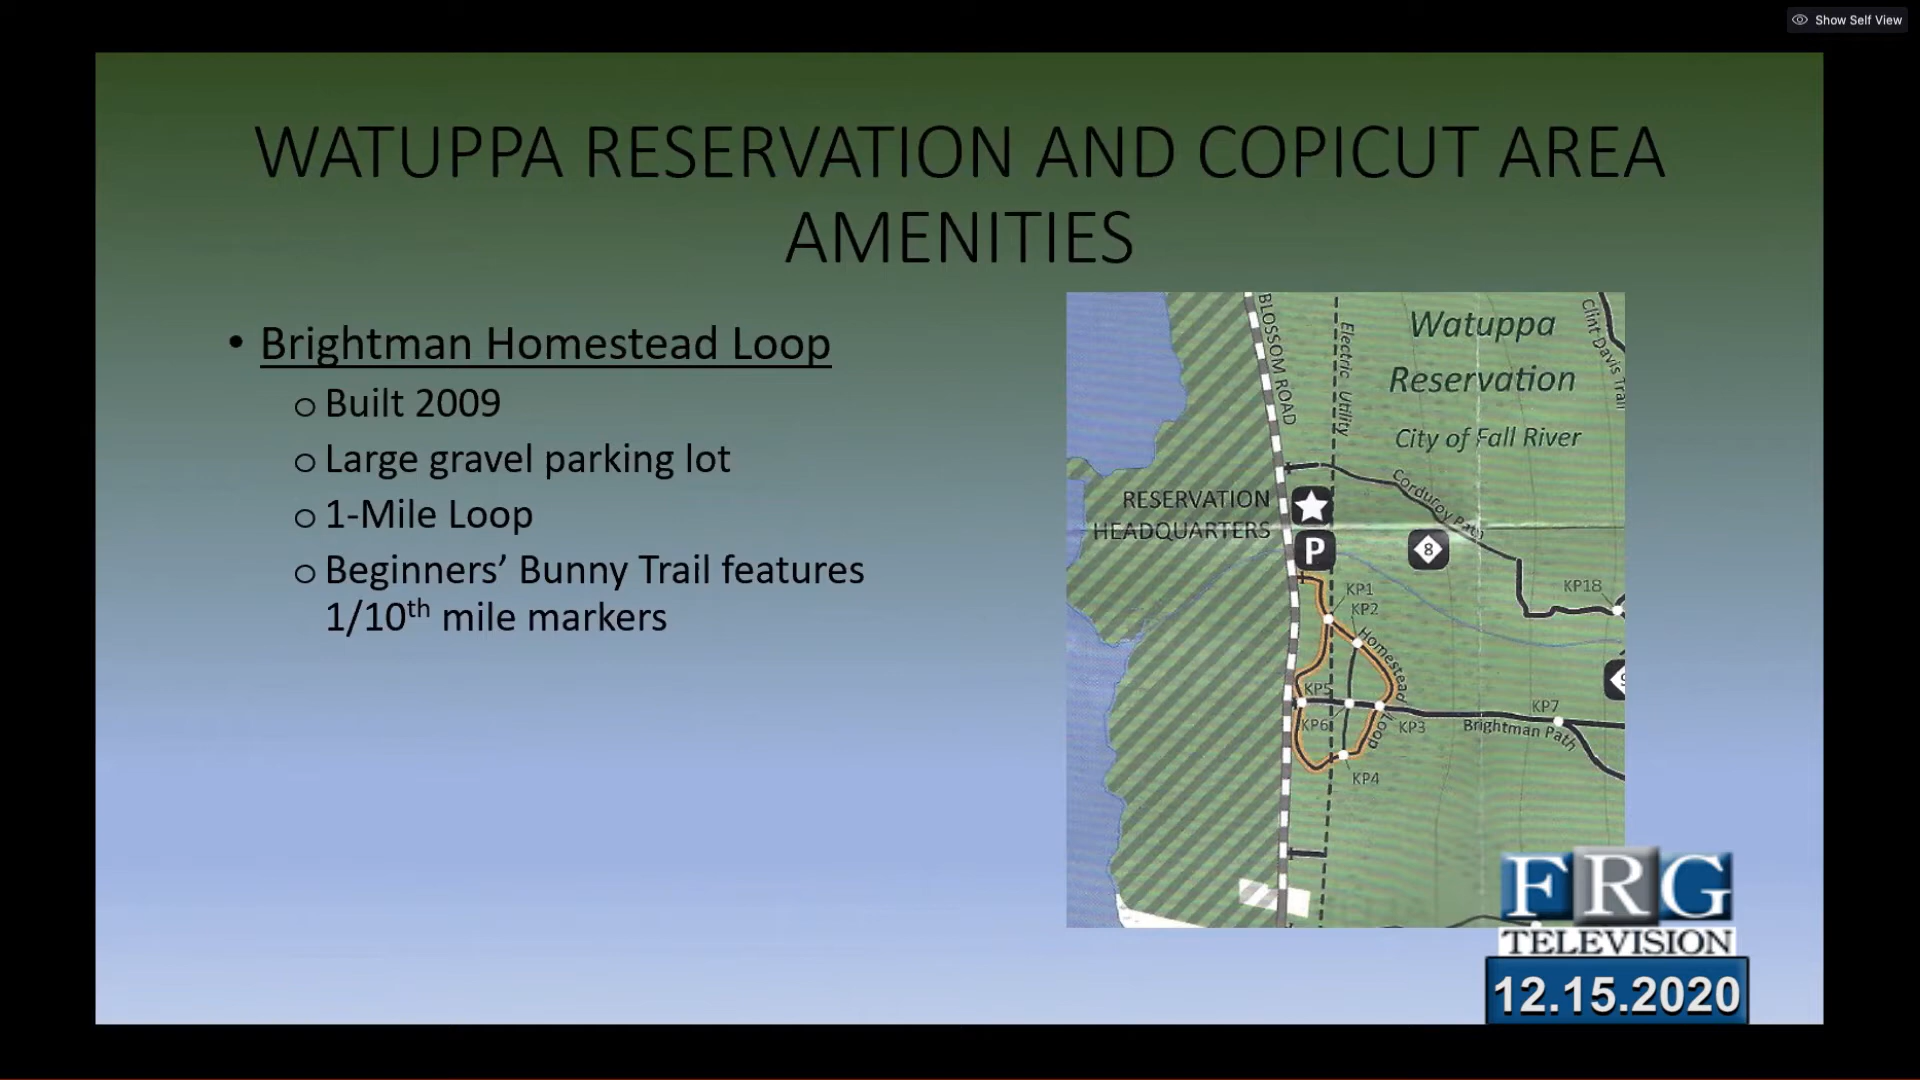 Show Self View
WATUPPA RESERVATION AND COPICUT AREA
AMENITIES
• Brightman Homestead Loop
o Built 2009
o Large gravel parking lot
o 1-Mile Loop
o Beginners’ Bunny Trail features
1/10th mile markers
BLOSSOM ROAD
Electric Utility
Watuppa
Reservation
City of Fall River
Clint Davis Trail
RESERVATION
HEADQUARTERS
P
Corduroy Path
8
KP18
KP1
KP2
Homestead Loop
KP5
KP6
KP3
KP7
Brightman Path
KP4
9
FRG
TELEVISION
12.15.2020